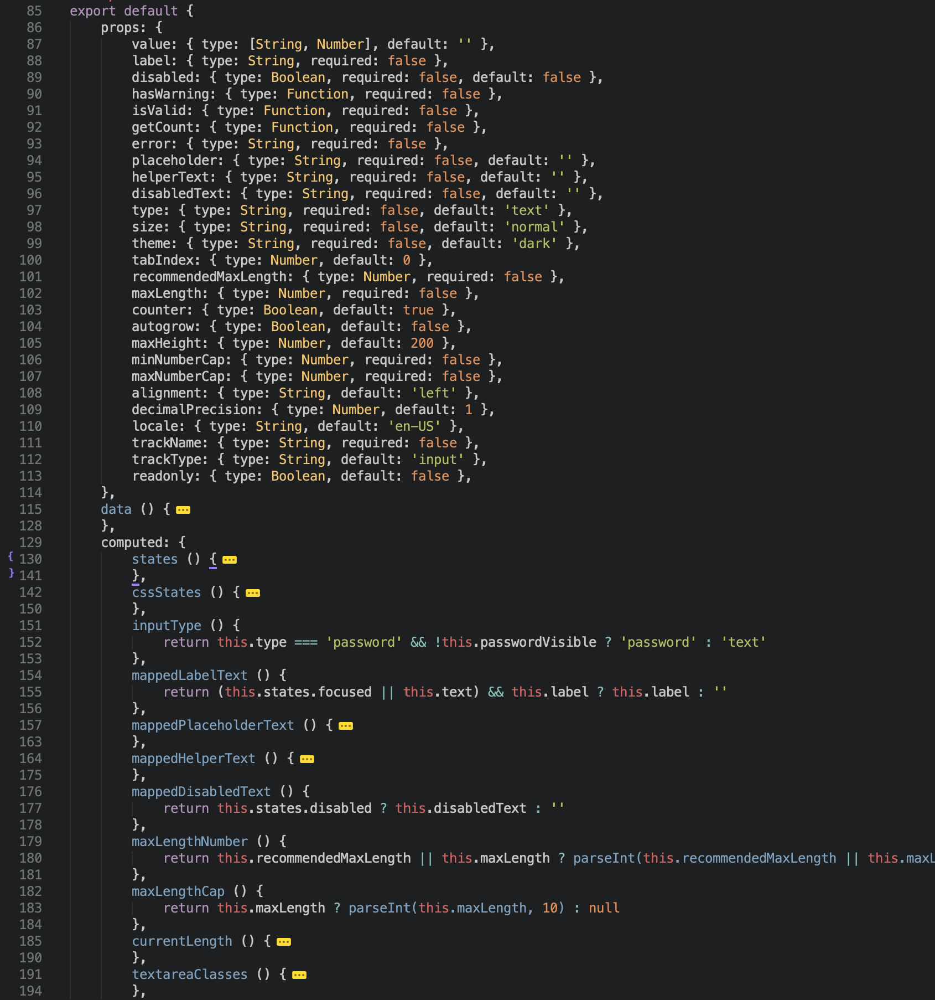 85 export default {
86 props: {
87 value: { type: [String, Number], default: '' },
88 label: { type: String, required: false },
89 disabled: { type: Boolean, required: false, default: false },
90 hasWarning: { type: Function, required: false },
91 isValid: { type: Function, required: false },
92 getCount: { type: Function, required: false },
93 error: { type: String, required: false },
94 placeholder: { type: String, required: false, default: '' },
95 helperText: { type: String, required: false, default: '' },
96 disabledText: { type: String, required: false, default: '' },
97 type: { type: String, required: false, default: 'text' },
98 size: { type: String, required: false, default: 'normal' },
99 theme: { type: String, required: false, default: 'dark' },
100 tabIndex: { type: Number, default: 0 },
101 recommendedMaxLength: { type: Number, required: false },
102 maxLength: { type: Number, required: false },
103 counter: { type: Boolean, default: true },
104 autogrow: { type: Boolean, default: false },
105 maxHeight: { type: Number, default: 200 },
106 minNumberCap: { type: Number, required: false },
107 maxNumberCap: { type: Number, required: false },
108 alignment: { type: String, default: 'left' },
109 decimalPrecision: { type: Number, default: 1 },
110 locale: { type: String, default: 'en-US' },
111 trackName: { type: String, required: false },
112 trackType: { type: String, default: 'input' },
113 readonly: { type: Boolean, default: false },
114 },
115 data () { ...
128 },
129 computed: {
{ 130 states () { ...
} 141 },
142 cssStates () { ...
150 },
151 inputType () {
152 return this.type === 'password' && !this.passwordVisible ? 'password' : 'text'
153 },
154 mappedLabelText () {
155 return (this.states.focused || this.text) && this.label ? this.label : ''
156 },
157 mappedPlaceholderText () { ...
163 },
164 mappedHelperText () { ...
175 },
176 mappedDisabledText () {
177 return this.states.disabled ? this.disabledText : ''
178 },
179 maxLengthNumber () {
180 return this.recommendedMaxLength || this.maxLength ? parseInt(this.recommendedMaxLength || this.maxL
181 },
182 maxLengthCap () {
183 return this.maxLength ? parseInt(this.maxLength, 10) : null
184 },
185 currentLength () { ...
190 },
191 textareaClasses () { ...
194 },